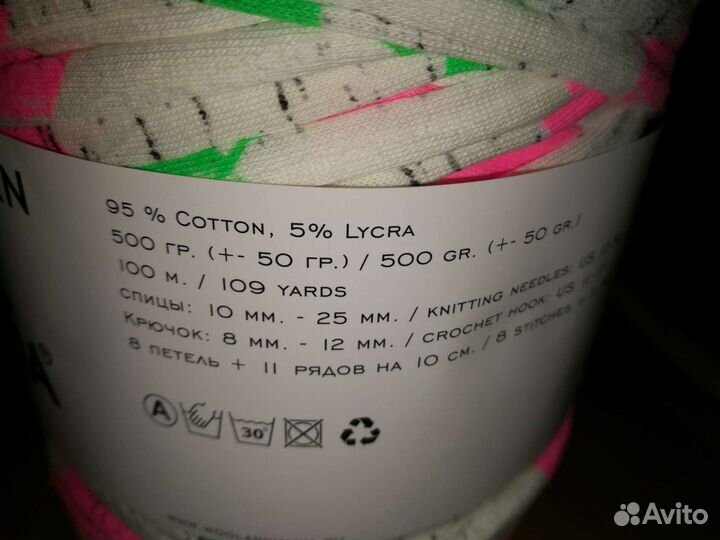 95 % COTTON, 5% LYCRA
500 ГР. (+- 50 ГР.) / 500 GR. (+- 50 GR.)
100 М. / 109 YARDS
СПИЦЫ: 10 ММ. - 25 ММ. / KNITTING NEEDLES: US
КРЮЧОК: 8 ММ. - 12 ММ. / CROCHET HOOK: US
8 ПЕТЕЛЬ + 11 РЯДОВ НА 10 СМ. / 8 STITCHES
A 30°
Avito